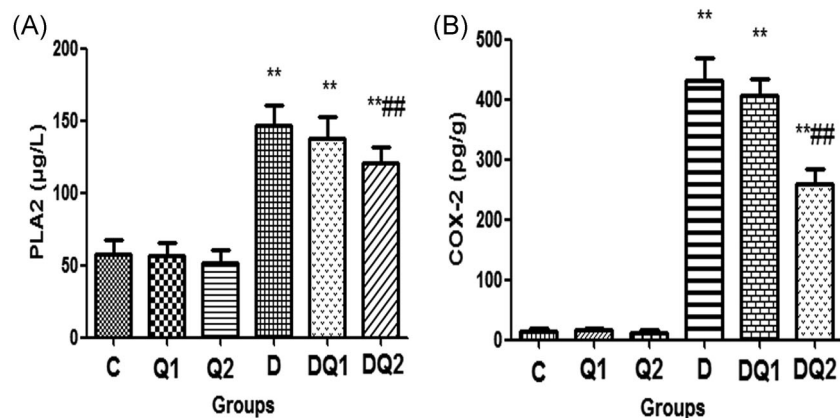 (A)
PLA2 (µg/L)
200
150
100
50
0
**
**
**##
C Q1 Q2 D DQ1 DQ2
Groups
(B)
COX-2 (pg/g)
500
400
300
200
100
0
**
**
**##
C Q1 Q2 D DQ1 DQ2
Groups